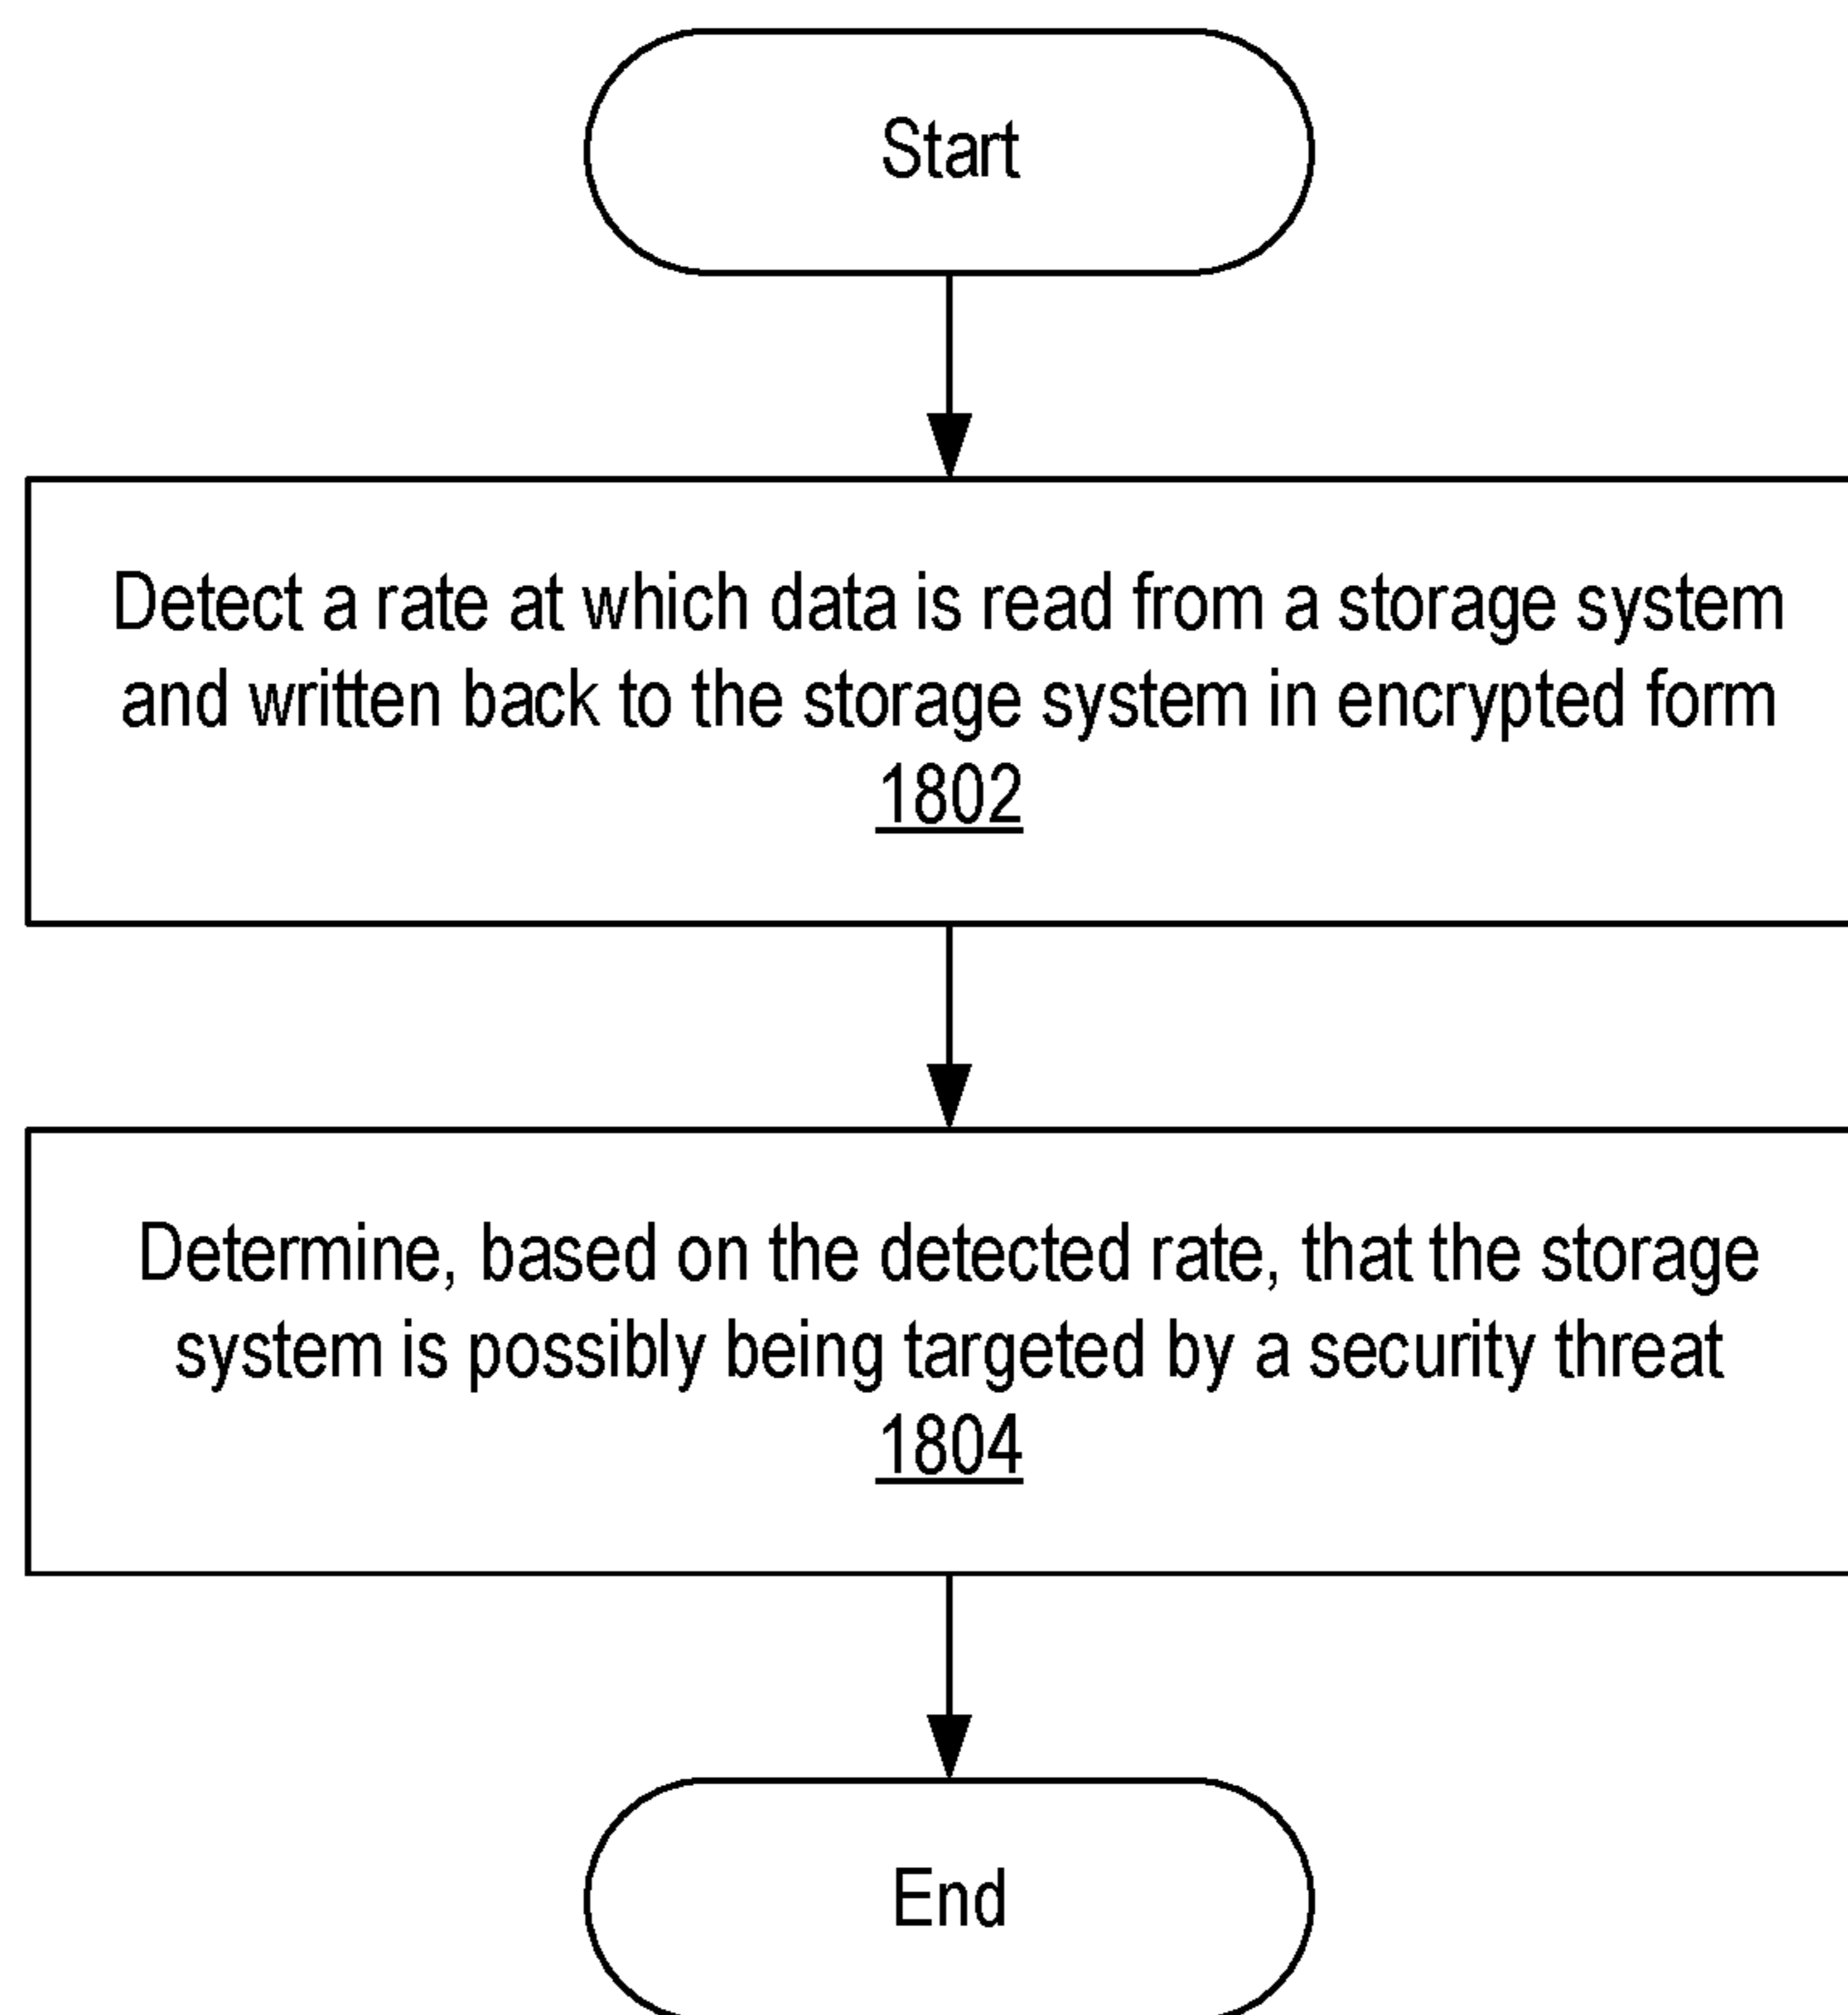 Start
Detect a rate at which data is read from a storage system
and written back to the storage system in encrypted form
1802
Determine, based on the detected rate, that the storage
system is possibly being targeted by a security threat
1804
End